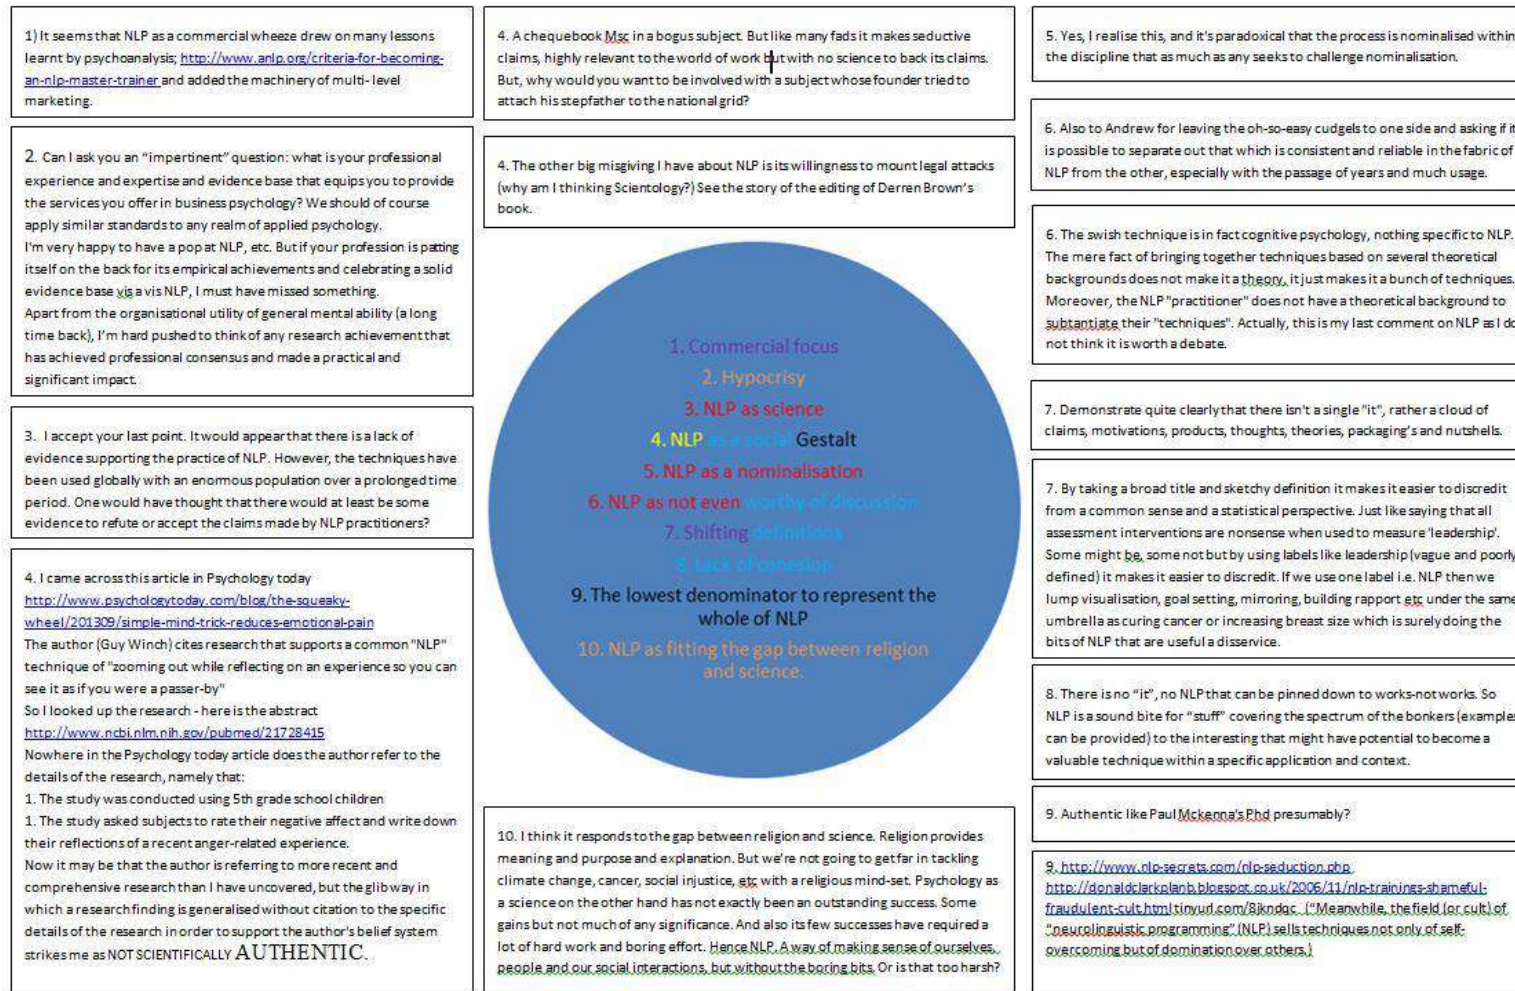 1) It seems that NLP as a commercial wheeze drew on many lessons
learnt by psychoanalysis; http://www.anlp.org/criteria-for-becoming-
an-nlp-master-trainer and added the machinery of multi- level
marketing.
2. Can I ask you an “impertinent” question: what is your professional
experience and expertise and evidence base that equips you to provide
the services you offer in business psychology? We should of course
apply similar standards to any realm of applied psychology.
I'm very happy to have a pop at NLP, etc. But if your profession is patting
itself on the back for its empirical achievements and celebrating a solid
evidence base vis a vis NLP, I must have missed something.
Apart from the organisational utility of general mental ability (a long
time back), I’m hard pushed to think of any research achievement that
has achieved professional consensus and made a practical and
significant impact.
3. I accept your last point. It would appear that there is a lack of
evidence supporting the practice of NLP. However, the techniques have
been used globally with an enormous population over a prolonged time
period. One would have thought that there would at least be some
evidence to refute or accept the claims made by NLP practitioners?
4. I came across this article in Psychology today
http://www.psychologytoday.com/blog/the-squeaky-
wheel/201309/simple-mind-trick-reduces-emotional-pain
The author (Guy Winch) cites research that supports a common "NLP"
technique of "zooming out while reflecting on an experience so you can
see it as if you were a passer-by"
So I looked up the research - here is the abstract
http://www.ncbi.nlm.nih.gov/pubmed/21728415
Nowhere in the Psychology today article does the author refer to the
details of the research, namely that:
1. The study was conducted using 5th grade school children
1. The study asked subjects to rate their negative affect and write down
their reflections of a recent anger-related experience.
Now it may be that the author is referring to more recent and
comprehensive research than I have uncovered, but the glib way in
which a research finding is generalised without citation to the specific
details of the research in order to support the author's belief system
strikes me as NOT SCIENTIFICALLY AUTHENTIC.
4. A chequebook Msc in a bogus subject. But like many fads it makes seductive
claims, highly relevant to the world of work but with no science to back its claims.
But, why would you want to be involved with a subject whose founder tried to
attach his stepfather to the national grid?
4. The other big misgiving I have about NLP is its willingness to mount legal attacks
(why am I thinking Scientology?) See the story of the editing of Derren Brown’s
book.
1. Commercial focus
2. Hypocrisy
3. NLP as science
4. NLP as a social Gestalt
5. NLP as a nominalisation
6. NLP as not even worthy of discussion
7. Shifting definitions
8. Lack of cohesion
9. The lowest denominator to represent the
whole of NLP
10. NLP as fitting the gap between religion
and science.
10. I think it responds to the gap between religion and science. Religion provides
meaning and purpose and explanation. But we’re not going to get far in tackling
climate change, cancer, social injustice, etc with a religious mind-set. Psychology as
a science on the other hand has not exactly been an outstanding success. Some
gains but not much of any significance. And also its few successes have required a
lot of hard work and boring effort. Hence NLP. A way of making sense of ourselves,
people and our social interactions, but without the boring bits. Or is that too harsh?
5. Yes, I realise this, and it's paradoxical that the process is nominalised within
the discipline that as much as any seeks to challenge nominalisation.
6. Also to Andrew for leaving the oh-so-easy cudgels to one side and asking if it
is possible to separate out that which is consistent and reliable in the fabric of
NLP from the other, especially with the passage of years and much usage.
6. The swish technique is in fact cognitive psychology, nothing specific to NLP.
The mere fact of bringing together techniques based on several theoretical
backgrounds does not make it a theory, it just makes it a bunch of techniques.
Moreover, the NLP "practitioner" does not have a theoretical background to
subtantiate their "techniques". Actually, this is my last comment on NLP as I do
not think it is worth a debate.
7. Demonstrate quite clearly that there isn't a single "it", rather a cloud of
claims, motivations, products, thoughts, theories, packaging's and nutshells.
7. By taking a broad title and sketchy definition it makes it easier to discredit
from a common sense and a statistical perspective. Just like saying that all
assessment interventions are nonsense when used to measure 'leadership'.
Some might be, some not but by using labels like leadership (vague and poorly
defined) it makes it easier to discredit. If we use one label i.e. NLP then we
lump visualisation, goal setting, mirroring, building rapport etc under the same
umbrella as curing cancer or increasing breast size which is surely doing the
bits of NLP that are useful a disservice.
8. There is no “it”, no NLP that can be pinned down to works-not works. So
NLP is a sound bite for “stuff” covering the spectrum of the bonkers (examples
can be provided) to the interesting that might have potential to become a
valuable technique within a specific application and context.
9. Authentic like Paul Mckenna's Phd presumably?
9. http://www.nlp-secrets.com/nlp-seduction.php
http://donaldclarkplanb.blogspot.co.uk/2006/11/nlp-trainings-shameful-
fraudulent-cult.html tinyurl.com/8jkndqc (“Meanwhile, the field (or cult) of
“neurolinguistic programming” (NLP) sells techniques not only of self-
overcoming but of domination over others.)